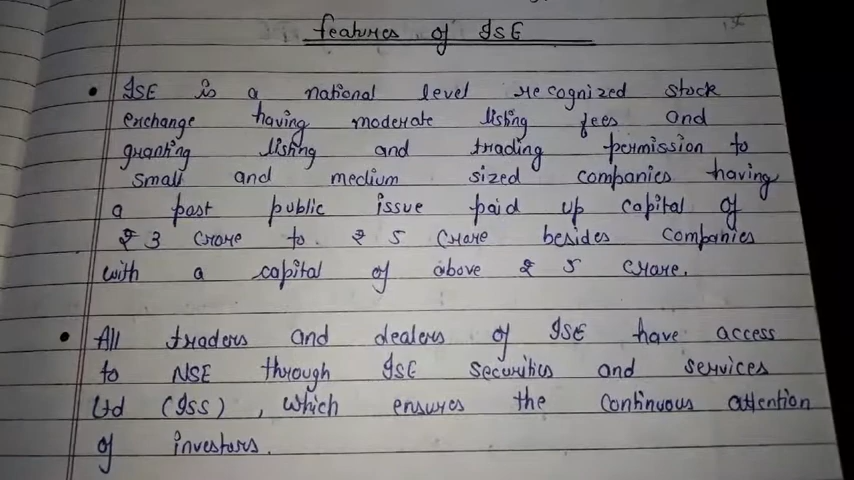 features of ISE
• ISE is a national level recognized stock
exchange having moderate listing fees and
granting listing and trading permission to
small and medium sized companies having
a post public issue paid up capital of
₹ 3 crore to ₹ 5 crore besides companies
with a capital of above ₹ 5 crore.
• All traders and dealers of ISE have access
to NSE through ISE securities and services
Ltd (ISS), which ensures the continuous attention
of investors.